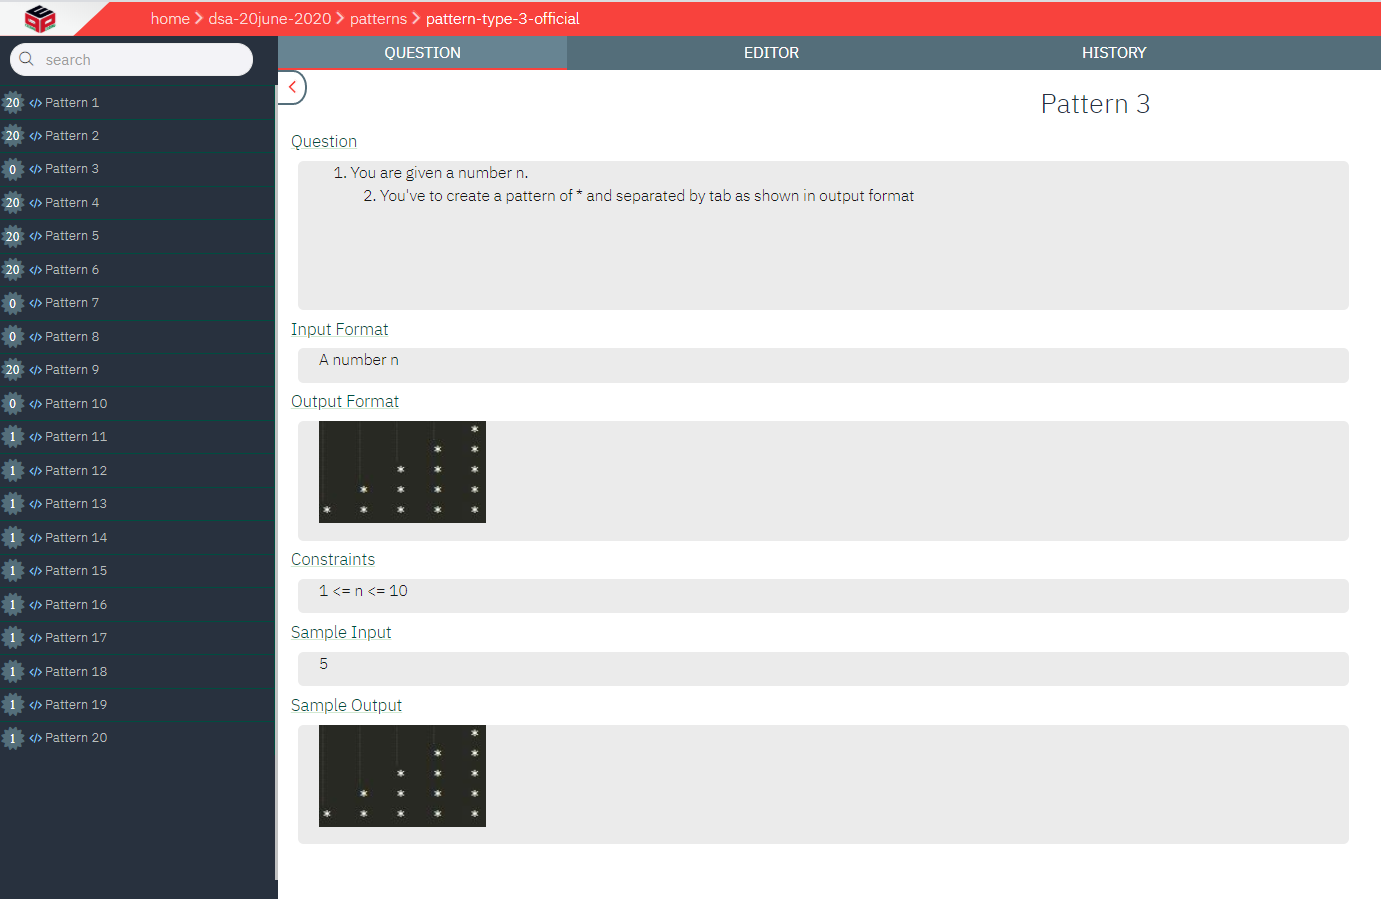 home > dsa-20june-2020 > patterns > pattern-type-3-official
search
QUESTION EDITOR HISTORY
20 </> Pattern 1
20 </> Pattern 2
0 </> Pattern 3
20 </> Pattern 4
20 </> Pattern 5
20 </> Pattern 6
0 </> Pattern 7
0 </> Pattern 8
20 </> Pattern 9
0 </> Pattern 10
1 </> Pattern 11
1 </> Pattern 12
1 </> Pattern 13
1 </> Pattern 14
1 </> Pattern 15
1 </> Pattern 16
1 </> Pattern 17
1 </> Pattern 18
1 </> Pattern 19
1 </> Pattern 20
Pattern 3
Question
1. You are given a number n.
2. You've to create a pattern of * and separated by tab as shown in output format
Input Format
A number n
Output Format
				*
			*	*
		*	*	*
	*	*	*	*
*	*	*	*	*
Constraints
1 <= n <= 10
Sample Input
5
Sample Output
				*
			*	*
		*	*	*
	*	*	*	*
*	*	*	*	*